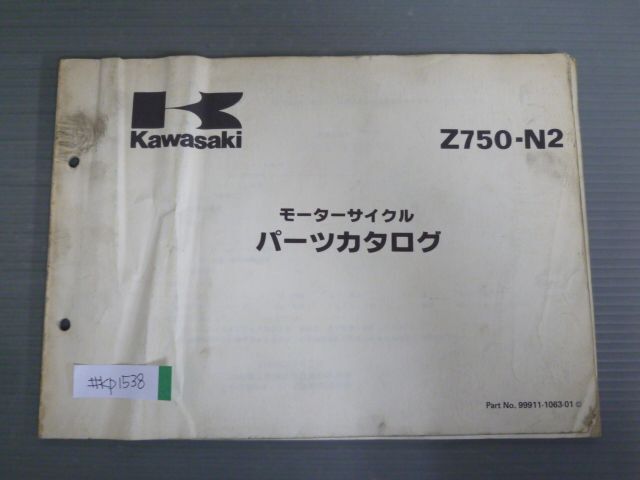 Kawasaki
Z750-N2
モーターサイクル
パーツカタログ
#kp1538
Part No. 99911-1063-01 ©